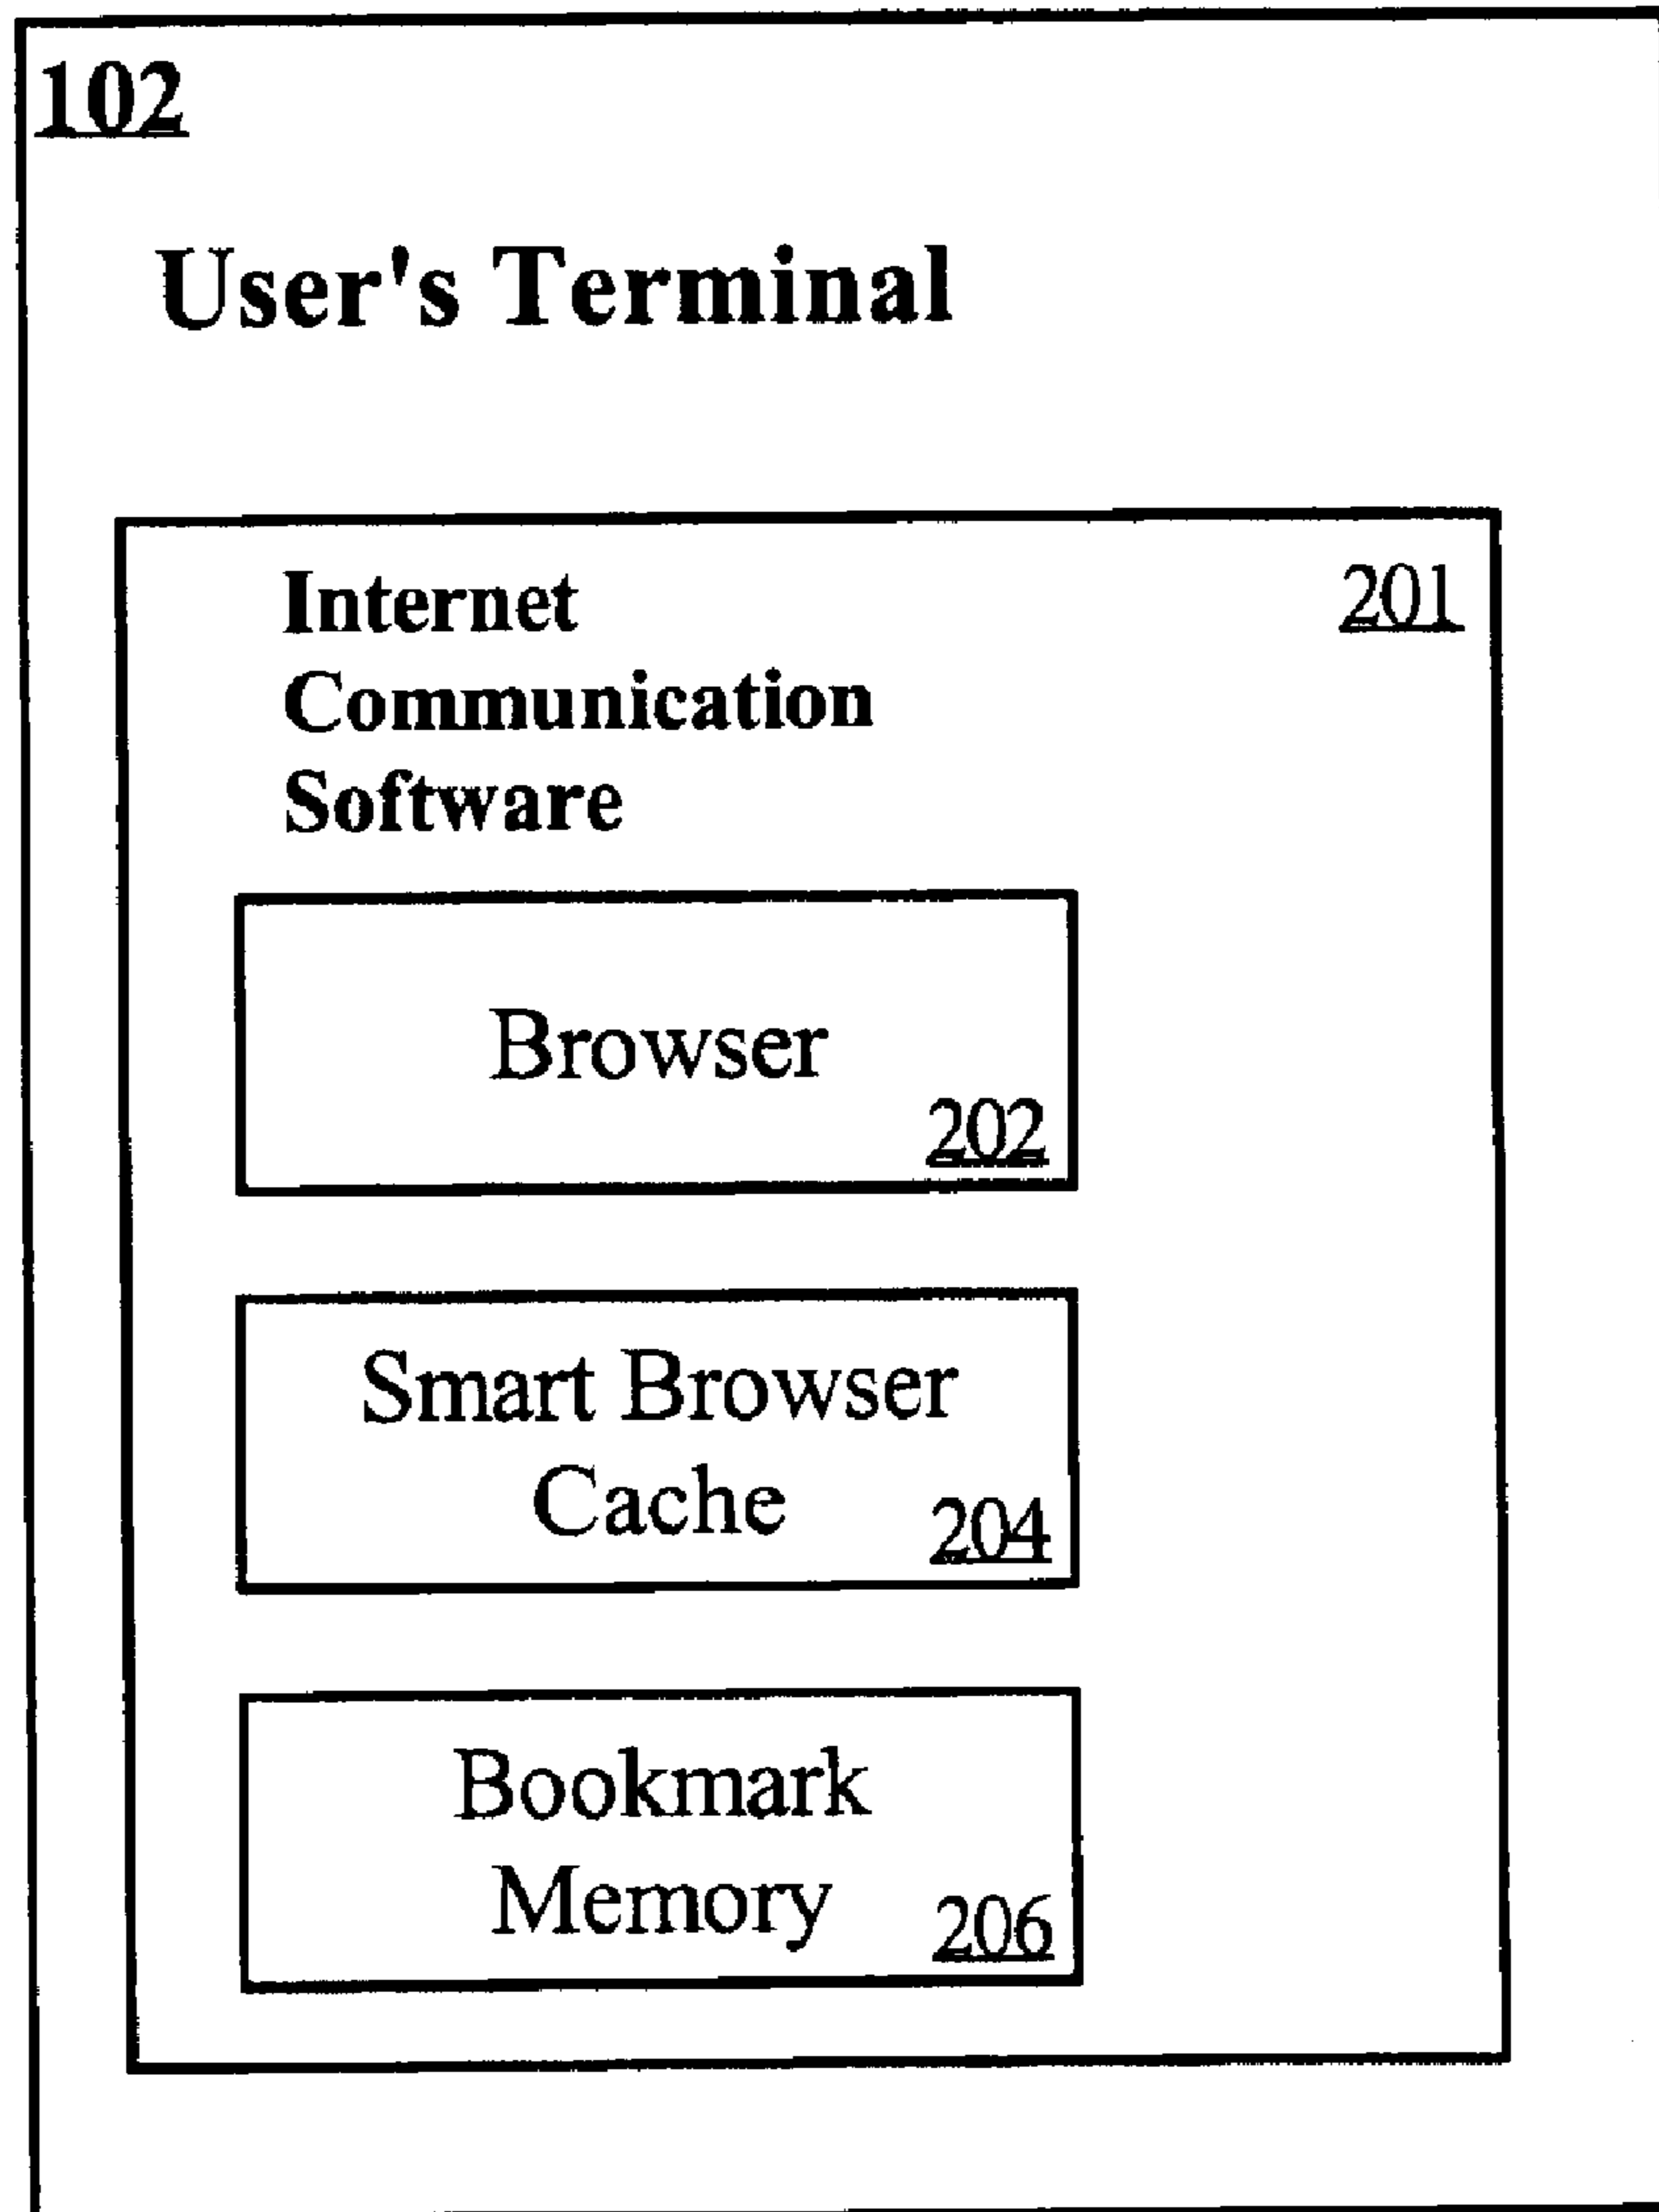 102
User's Terminal
Internet
201
Communication
Software
Browser
202
Smart Browser
Cache
204
Bookmark
Memory
206